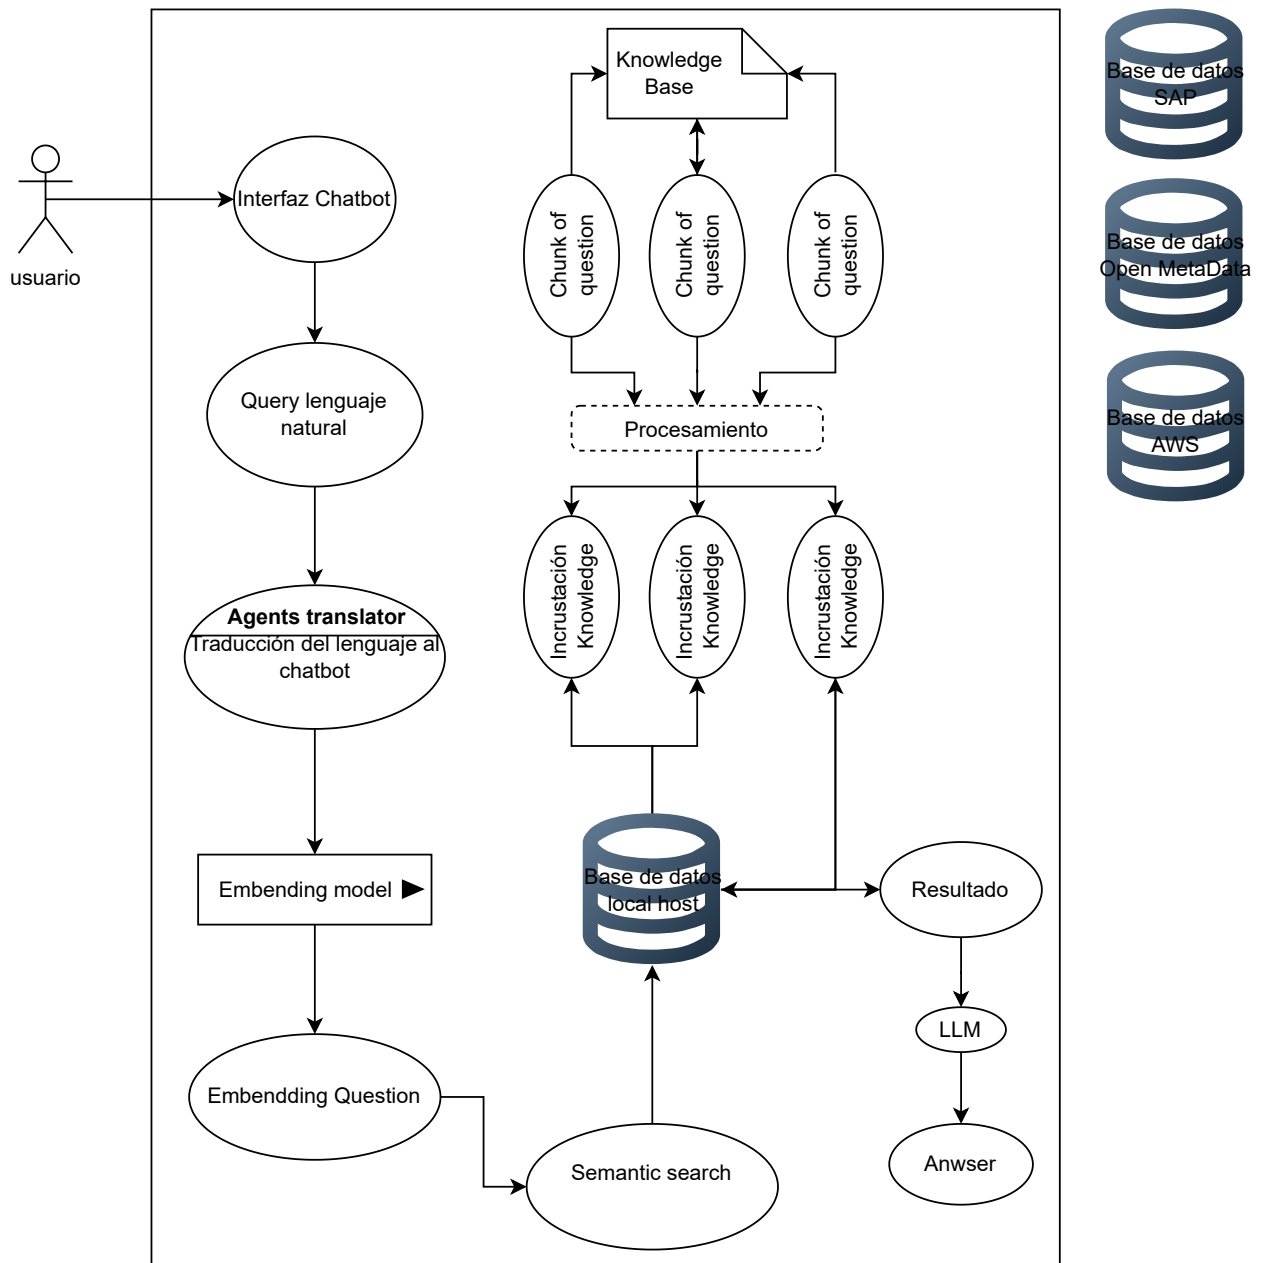 usuario
Interfaz Chatbot
Query lenguaje
natural
Agents translator
Traducción del lenguaje al
chatbot
Embending model
Embendding Question
Semantic search
Knowledge
Base
Chunk of
question
Chunk of
question
Chunk of
question
Procesamiento
Incrustación
Knowledge
Incrustación
Knowledge
Incrustación
Knowledge
Base de datos
local host
Resultado
LLM
Anwser
Base de datos
SAP
Base de datos
Open MetaData
Base de datos
AWS